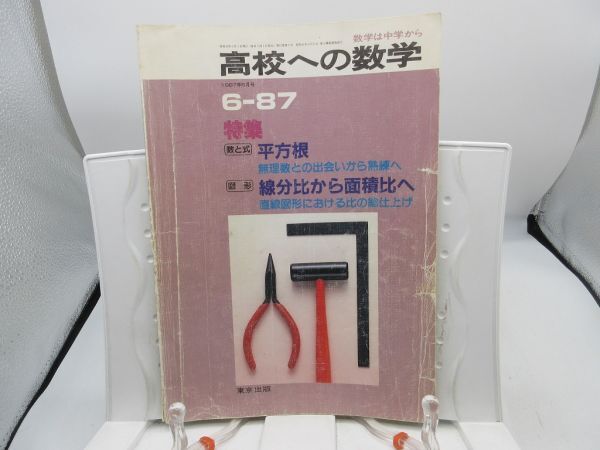 数学は中学から
高校への数学
1987年6月号
6-87
特集
数と式 平方根
無理数との出会いから熟練へ
図形 線分比から面積比へ
直線図形における比の総仕上げ
東京出版